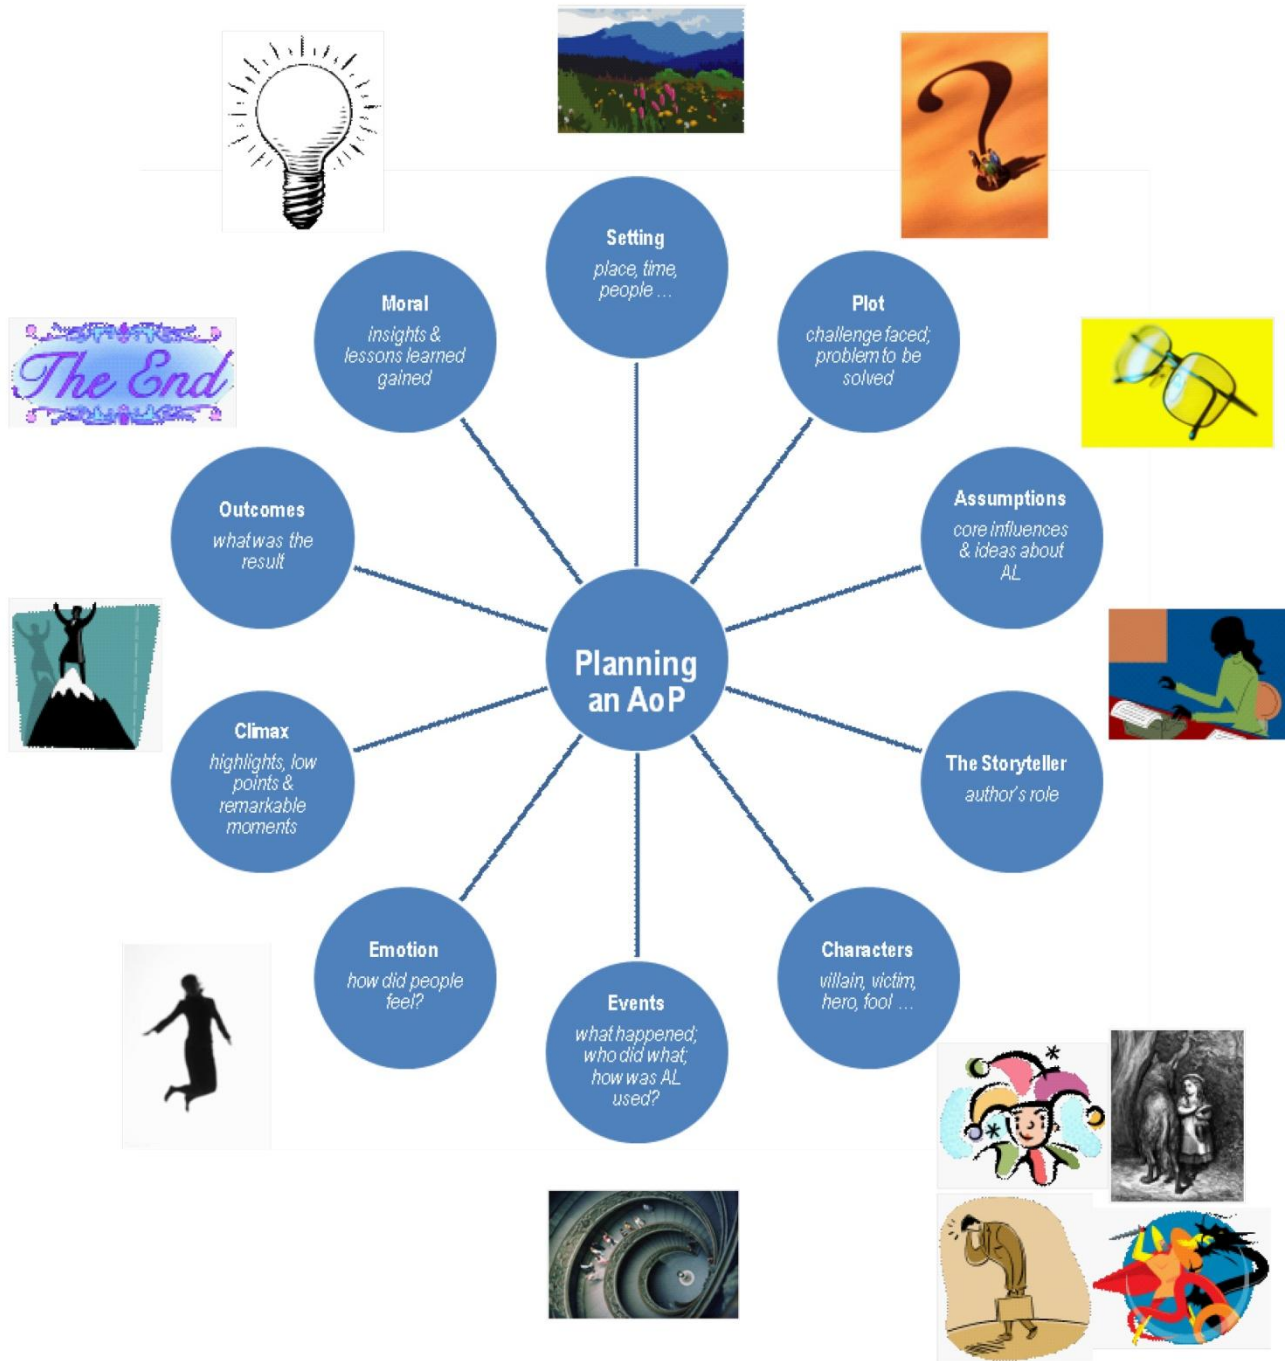 Setting
place, time,
people ...
Plot
challenge faced;
problem to be
solved
Assumptions
core influences
& ideas about
AL
The Storyteller
author's role
Characters
villain, victim,
hero, fool ...
Events
what happened;
who did what;
how was AL
used?
Emotion
how did people
feel?
Climax
highlights, low
points &
remarkable
moments
Outcomes
what was the
result
Moral
insights &
lessons learned
gained
Planning
an AoP
The End